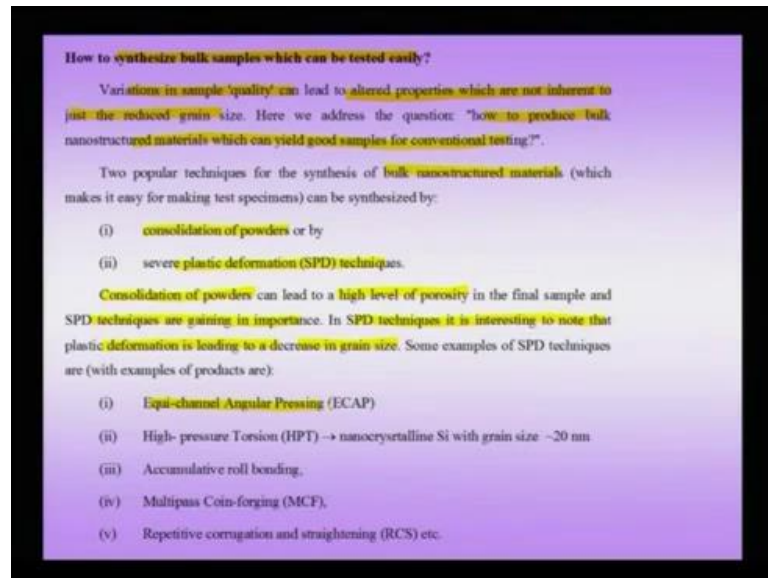 How to synthesize bulk samples which can be tested easily?
Variations in sample 'quality' can lead to altered properties which are not inherent to
just the reduced grain size. Here we address the question: "how to produce bulk
nanostructured materials which can yield good samples for conventional testing?".
Two popular techniques for the synthesis of bulk nanostructured materials (which
makes it easy for making test specimens) can be synthesized by:
(i) consolidation of powders or by
(ii) severe plastic deformation (SPD) techniques.
Consolidation of powders can lead to a high level of porosity in the final sample and
SPD techniques are gaining in importance. In SPD techniques it is interesting to note that
plastic deformation is leading to a decrease in grain size. Some examples of SPD techniques
are (with examples of products are):
(i) Equi-channel Angular Pressing (ECAP)
(ii) High- pressure Torsion (HPT) → nanocrysrtalline Si with grain size ~20 nm
(iii) Accumulative roll bonding,
(iv) Multipass Coin-forging (MCF),
(v) Repetitive corrugation and straightening (RCS) etc.